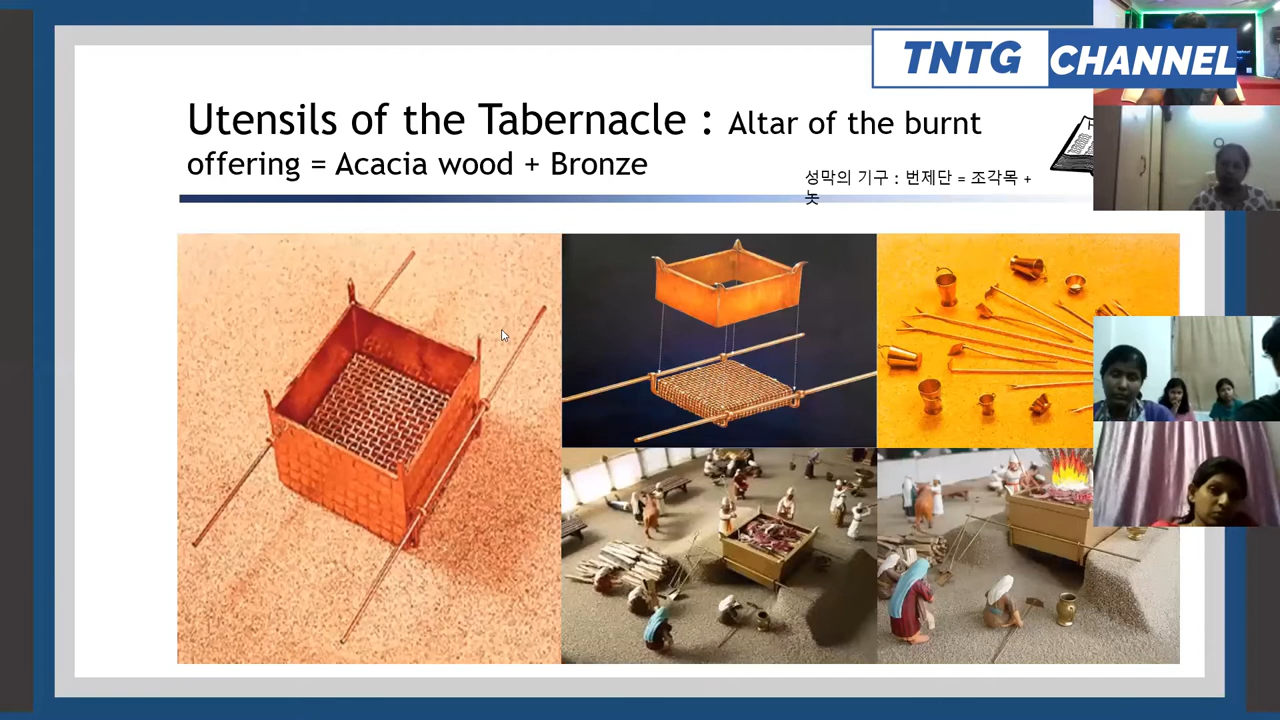 TNTG CHANNEL
Utensils of the Tabernacle : Altar of the burnt
offering = Acacia wood + Bronze
성막의 기구 : 번제단 = 조각목 +
놋